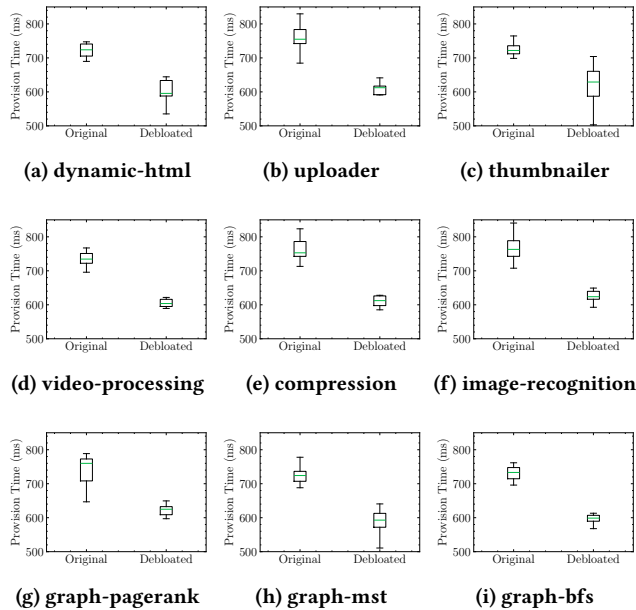 800
700
600
500
Provision Time (ms)
Original Debloated
(a) dynamic-html
800
700
600
500
Provision Time (ms)
Original Debloated
(b) uploader
800
700
600
500
Provision Time (ms)
Original Debloated
(c) thumbnailer
800
700
600
500
Provision Time (ms)
Original Debloated
(d) video-processing
800
700
600
500
Provision Time (ms)
Original Debloated
(e) compression
800
700
600
500
Provision Time (ms)
Original Debloated
(f) image-recognition
800
700
600
500
Provision Time (ms)
Original Debloated
(g) graph-pagerank
800
700
600
500
Provision Time (ms)
Original Debloated
(h) graph-mst
800
700
600
500
Provision Time (ms)
Original Debloated
(i) graph-bfs